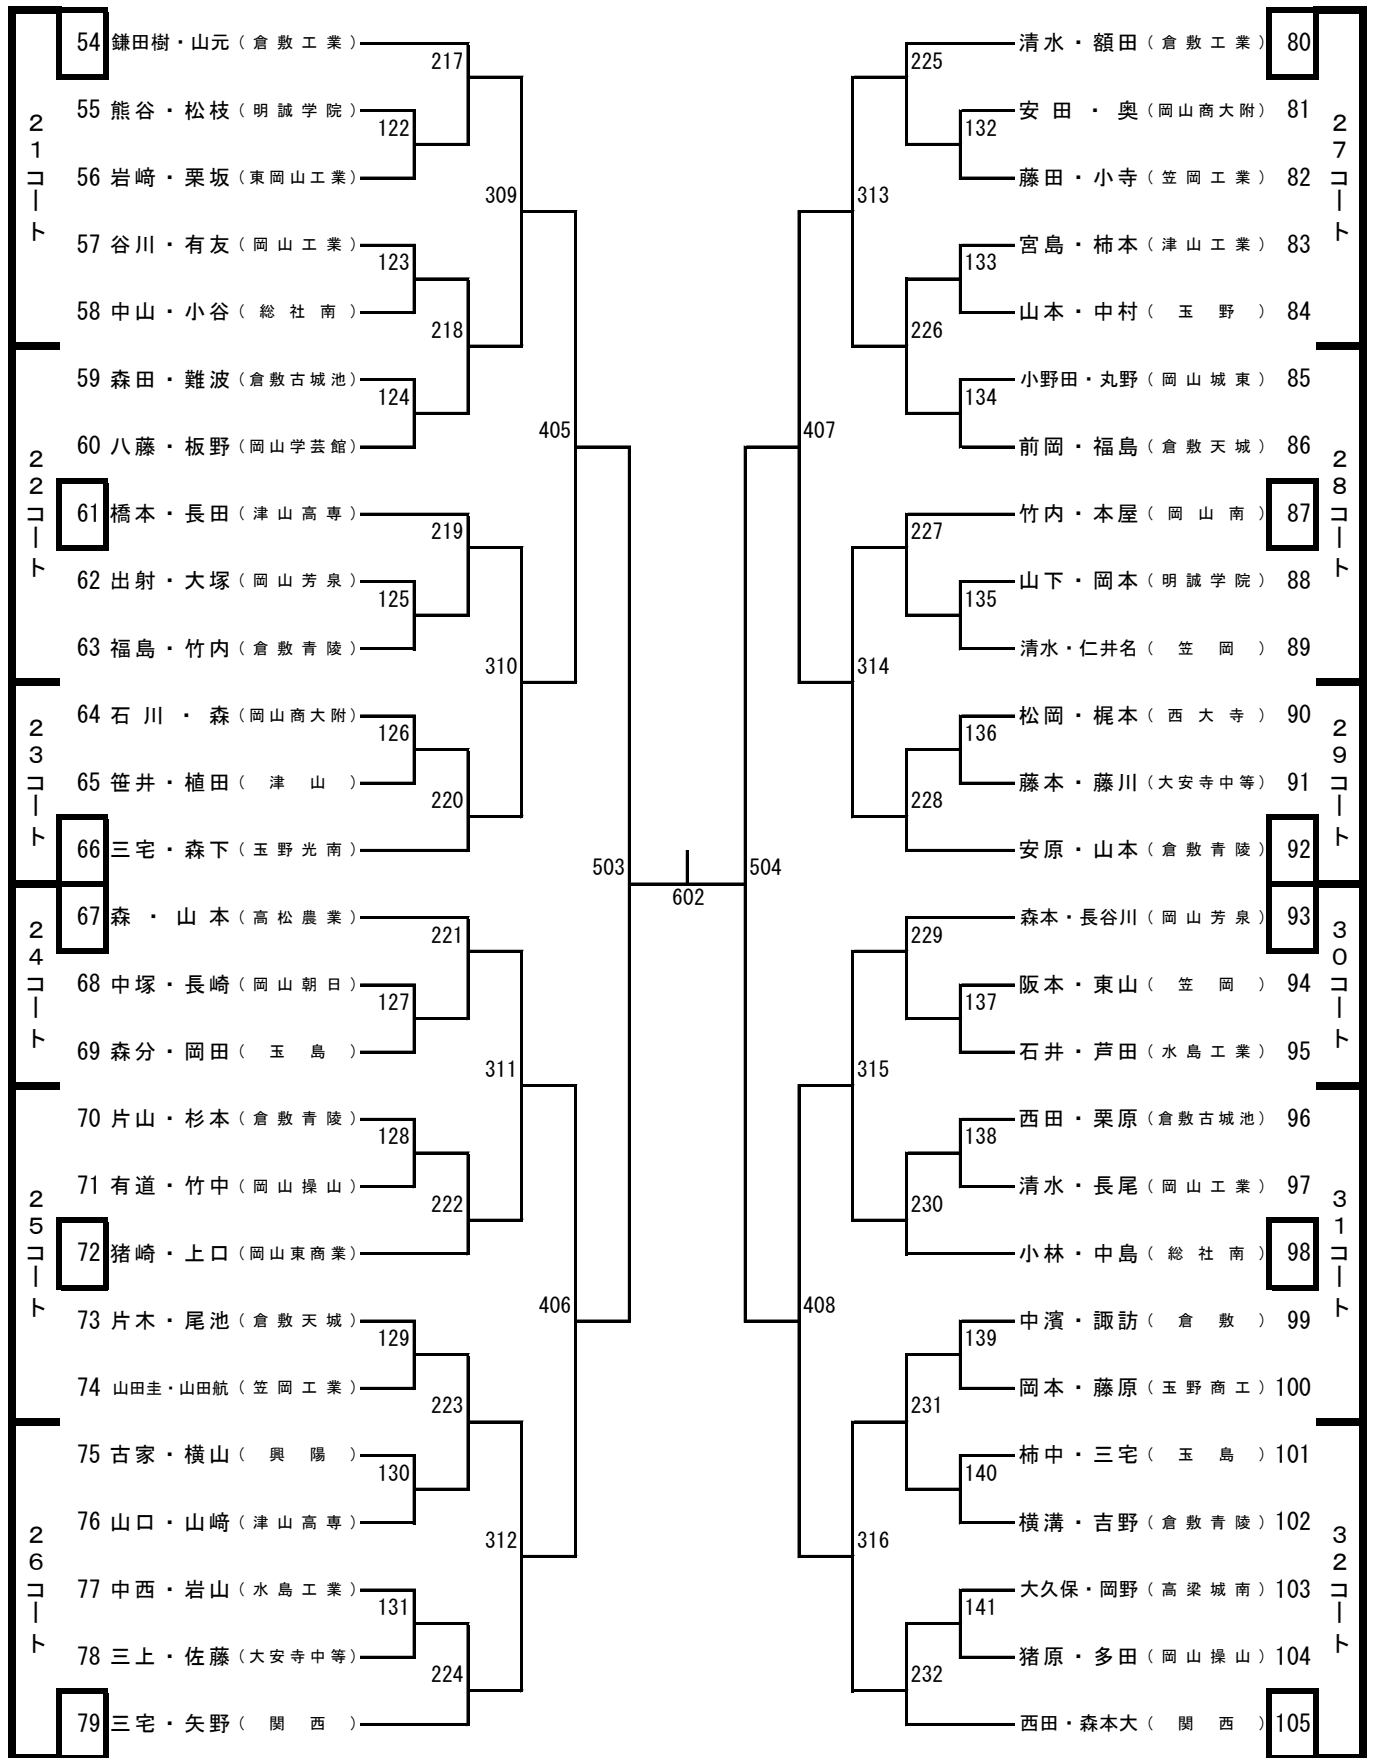 21コート
54 鎌田樹・山元（倉敷工業）
217
55 熊谷・松枝（明誠学院）
122
56 岩﨑・栗坂（東岡山工業）
309
57 谷川・有友（岡山工業）
123
58 中山・小谷（総社南）
218
22コート
59 森田・難波（倉敷古城池）
124
60 八藤・板野（岡山学芸館）
405
61 橋本・長田（津山高専）
219
62 出射・大塚（岡山芳泉）
125
63 福島・竹内（倉敷青陵）
310
23コート
64 石川・森（岡山商大附）
126
65 笹井・植田（津山）
220
66 三宅・森下（玉野光南）
503
24コート
67 森・山本（高松農業）
221
68 中塚・長崎（岡山朝日）
127
69 森分・岡田（玉島）
311
25コート
70 片山・杉本（倉敷青陵）
128
71 有道・竹中（岡山操山）
222
72 猪崎・上口（岡山東商業）
406
73 片木・尾池（倉敷天城）
129
74 山田圭・山田航（笠岡工業）
223
26コート
75 古家・横山（興陽）
130
76 山口・山﨑（津山高専）
312
77 中西・岩山（水島工業）
131
78 三上・佐藤（大安寺中等）
224
79 三宅・矢野（関西）
602
27コート
清水・額田（倉敷工業） 80
225
安田・奥（岡山商大附） 81
132
藤田・小寺（笠岡工業） 82
313
宮島・柿本（津山工業） 83
133
山本・中村（玉野） 84
226
28コート
小野田・丸野（岡山城東） 85
134
前岡・福島（倉敷天城） 86
407
竹内・本屋（岡山南） 87
227
山下・岡本（明誠学院） 88
135
清水・仁井名（笠岡） 89
314
29コート
松岡・梶本（西大寺） 90
136
藤本・藤川（大安寺中等） 91
228
安原・山本（倉敷青陵） 92
504
30コート
森本・長谷川（岡山芳泉） 93
229
阪本・東山（笠岡） 94
137
石井・芦田（水島工業） 95
315
31コート
西田・栗原（倉敷古城池） 96
138
清水・長尾（岡山工業） 97
230
小林・中島（総社南） 98
408
中濱・諏訪（倉敷） 99
139
岡本・藤原（玉野商工） 100
231
32コート
柿中・三宅（玉島） 101
140
横溝・吉野（倉敷青陵） 102
316
大久保・岡野（高梁城南） 103
141
猪原・多田（岡山操山） 104
232
西田・森本大（関西） 105